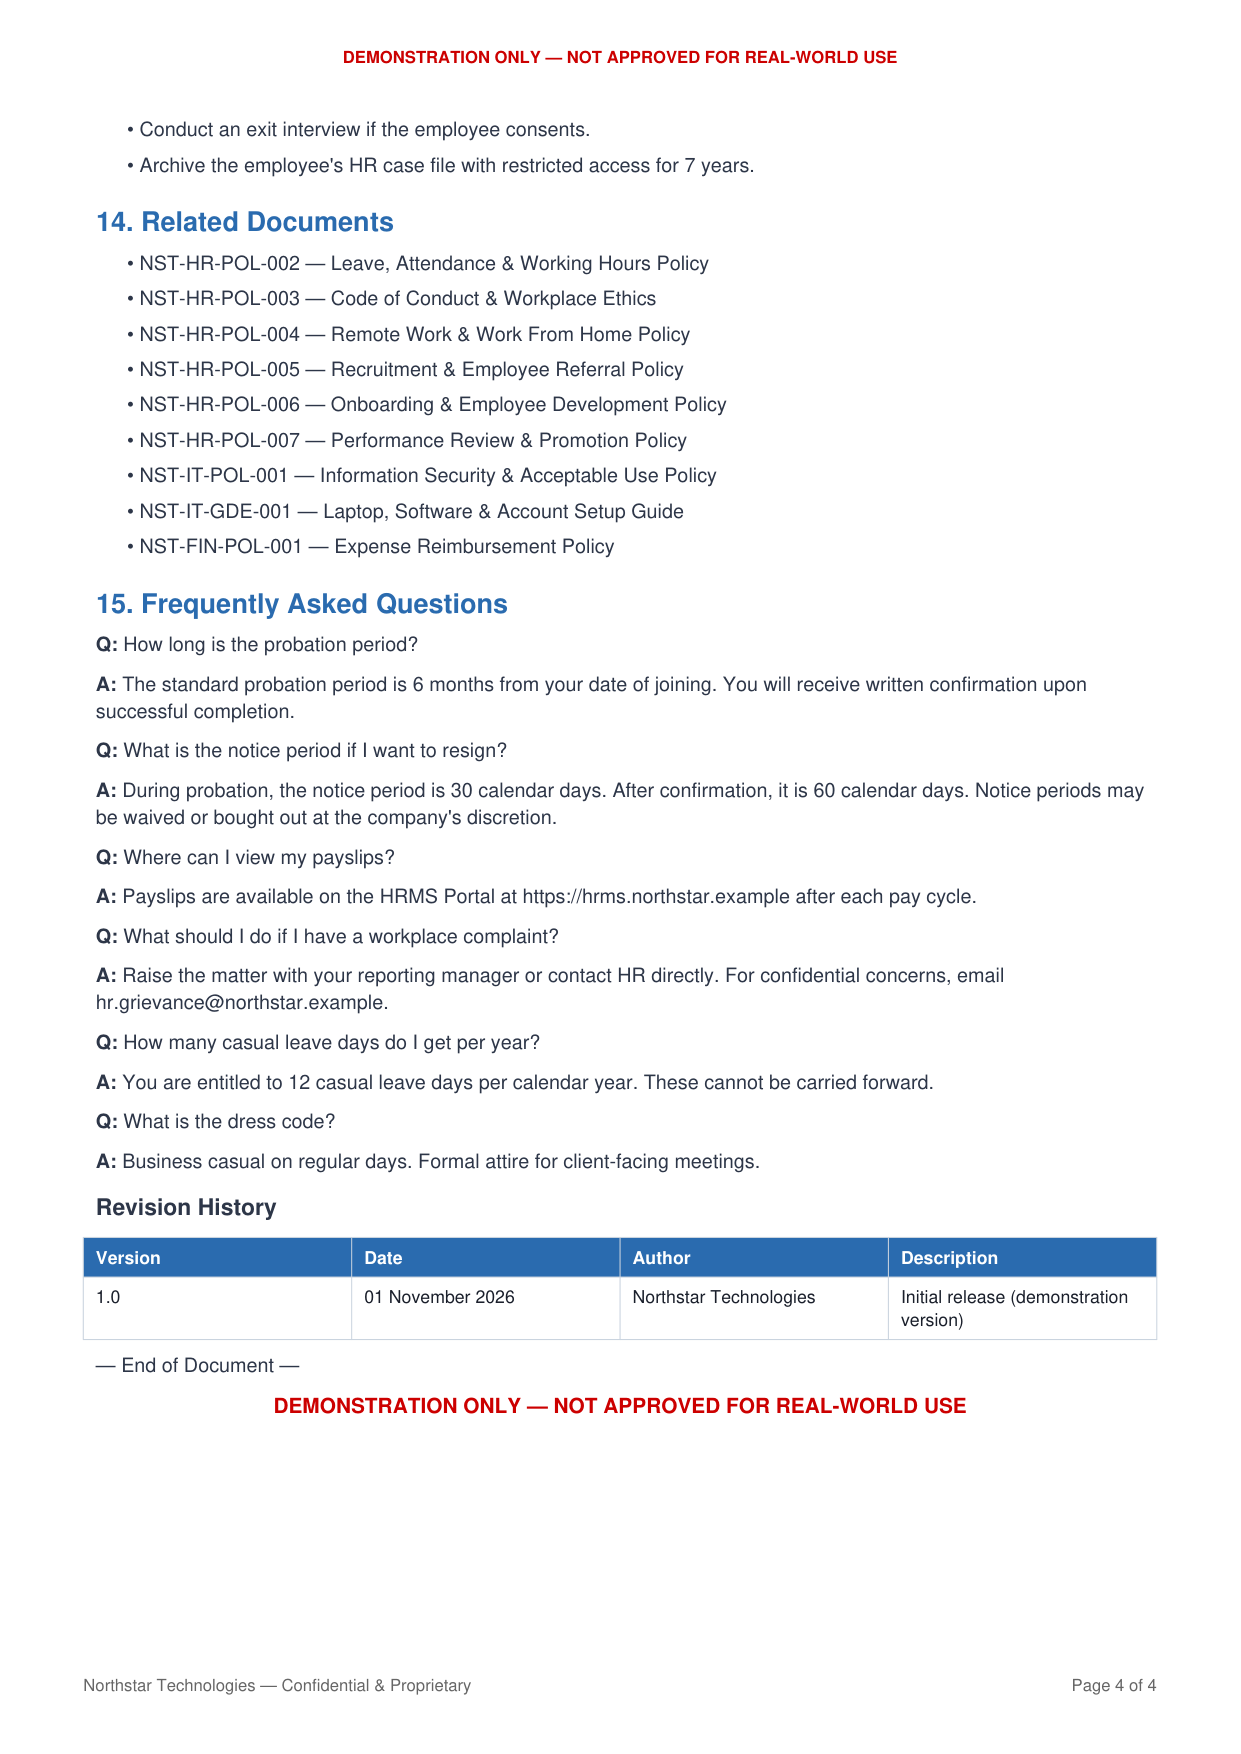 DEMONSTRATION ONLY — NOT APPROVED FOR REAL-WORLD USE
• Conduct an exit interview if the employee consents.
• Archive the employee's HR case file with restricted access for 7 years.
14. Related Documents
• NST-HR-POL-002 — Leave, Attendance & Working Hours Policy
• NST-HR-POL-003 — Code of Conduct & Workplace Ethics
• NST-HR-POL-004 — Remote Work & Work From Home Policy
• NST-HR-POL-005 — Recruitment & Employee Referral Policy
• NST-HR-POL-006 — Onboarding & Employee Development Policy
• NST-HR-POL-007 — Performance Review & Promotion Policy
• NST-IT-POL-001 — Information Security & Acceptable Use Policy
• NST-IT-GDE-001 — Laptop, Software & Account Setup Guide
• NST-FIN-POL-001 — Expense Reimbursement Policy
15. Frequently Asked Questions
Q: How long is the probation period?
A: The standard probation period is 6 months from your date of joining. You will receive written confirmation upon
successful completion.
Q: What is the notice period if I want to resign?
A: During probation, the notice period is 30 calendar days. After confirmation, it is 60 calendar days. Notice periods may
be waived or bought out at the company's discretion.
Q: Where can I view my payslips?
A: Payslips are available on the HRMS Portal at https://hrms.northstar.example after each pay cycle.
Q: What should I do if I have a workplace complaint?
A: Raise the matter with your reporting manager or contact HR directly. For confidential concerns, email
hr.grievance@northstar.example.
Q: How many casual leave days do I get per year?
A: You are entitled to 12 casual leave days per calendar year. These cannot be carried forward.
Q: What is the dress code?
A: Business casual on regular days. Formal attire for client-facing meetings.
Revision History
Version Date Author Description
1.0 01 November 2026 Northstar Technologies Initial release (demonstration
version)
— End of Document —
DEMONSTRATION ONLY — NOT APPROVED FOR REAL-WORLD USE
Northstar Technologies — Confidential & Proprietary Page 4 of 4